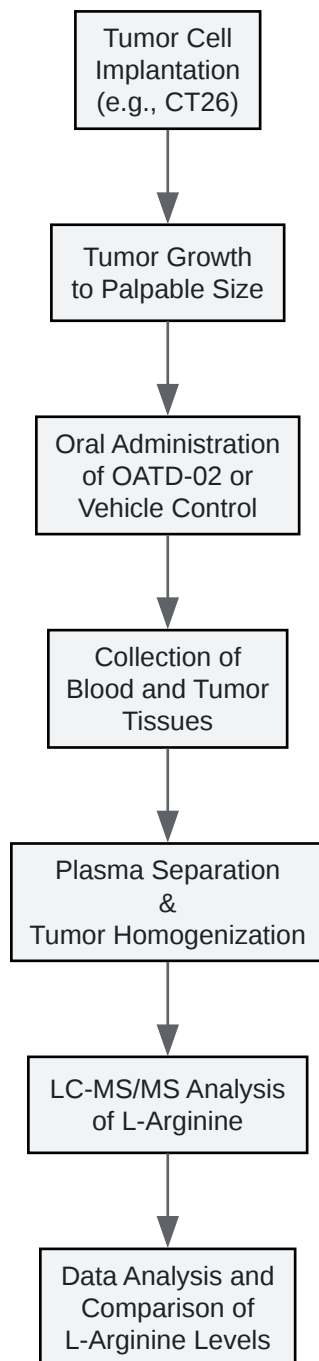 Tumor Cell
Implantation
(e.g., CT26)
Tumor Growth
to Palpable Size
Oral Administration
of OATD-02 or
Vehicle Control
Collection of
Blood and Tumor
Tissues
Plasma Separation
&
Tumor Homogenization
LC-MS/MS Analysis
of L-Arginine
Data Analysis and
Comparison of
L-Arginine Levels